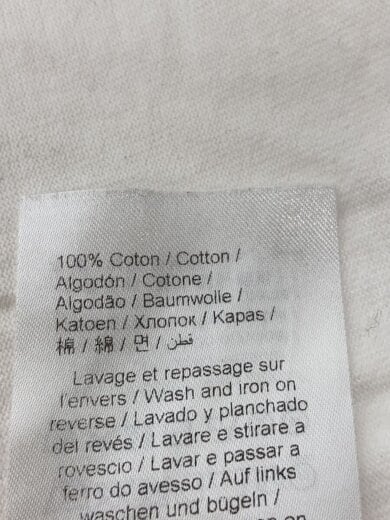 100% Coton / Cotton /
Algodón / Cotone /
Algodão / Baumwolle /
Katoen / Хлопок / Kapas /
棉 / 綿 / 면 / قطن
Lavage et repassage sur
l'envers / Wash and iron on
reverse / Lavado y planchado
del revés / Lavare e stirare a
rovescio / Lavar e passar a
ferro do avesso / Auf links
waschen und bügeln /
on